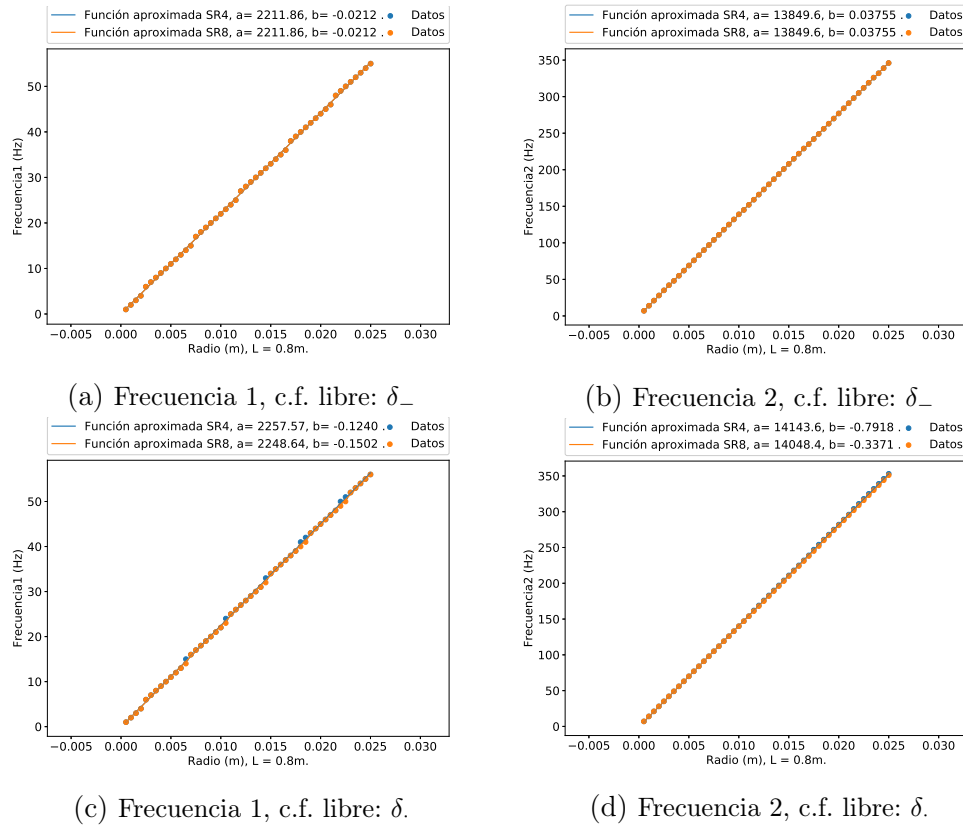 Función aproximada SR4, a= 2211.86, b= -0.0212 . Datos
Función aproximada SR8, a= 2211.86, b= -0.0212 . Datos
50
40
30
20
10
0
Frecuencia1 (Hz)
−0.005 0.000 0.005 0.010 0.015 0.020 0.025 0.030
Radio (m), L = 0.8m.
(a) Frecuencia 1, c.f. libre: δ−
Función aproximada SR4, a= 13849.6, b= 0.03755 . Datos
Función aproximada SR8, a= 13849.6, b= 0.03755 . Datos
350
300
250
200
150
100
50
0
Frecuencia2 (Hz)
−0.005 0.000 0.005 0.010 0.015 0.020 0.025 0.030
Radio (m), L = 0.8m.
(b) Frecuencia 2, c.f. libre: δ−
Función aproximada SR4, a= 2257.57, b= -0.1240 . Datos
Función aproximada SR8, a= 2248.64, b= -0.1502 . Datos
50
40
30
20
10
0
Frecuencia1 (Hz)
−0.005 0.000 0.005 0.010 0.015 0.020 0.025 0.030
Radio (m), L = 0.8m.
(c) Frecuencia 1, c.f. libre: δ.
Función aproximada SR4, a= 14143.6, b= -0.7918 . Datos
Función aproximada SR8, a= 14048.4, b= -0.3371 . Datos
350
300
250
200
150
100
50
0
Frecuencia2 (Hz)
−0.005 0.000 0.005 0.010 0.015 0.020 0.025 0.030
Radio (m), L = 0.8m.
(d) Frecuencia 2, c.f. libre: δ.